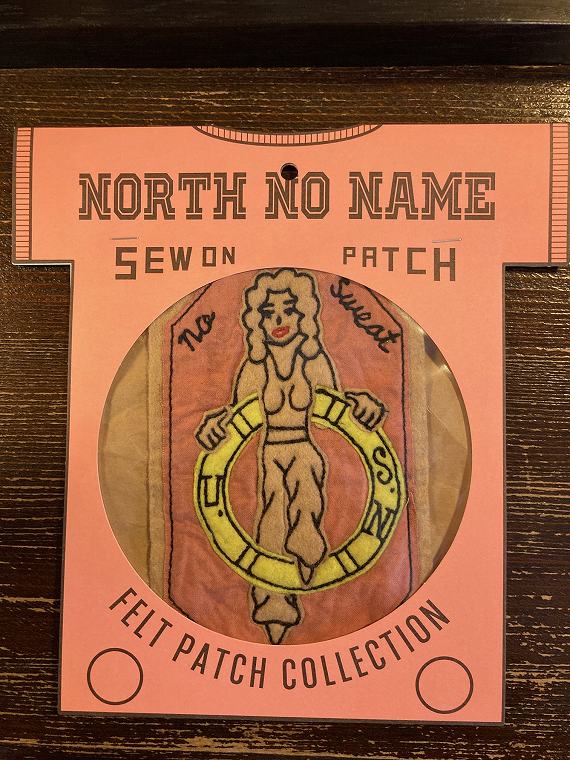 NORTH NO NAME
SEW ON PATCH
no sweat
U. S. N
FELT PATCH COLLECTION